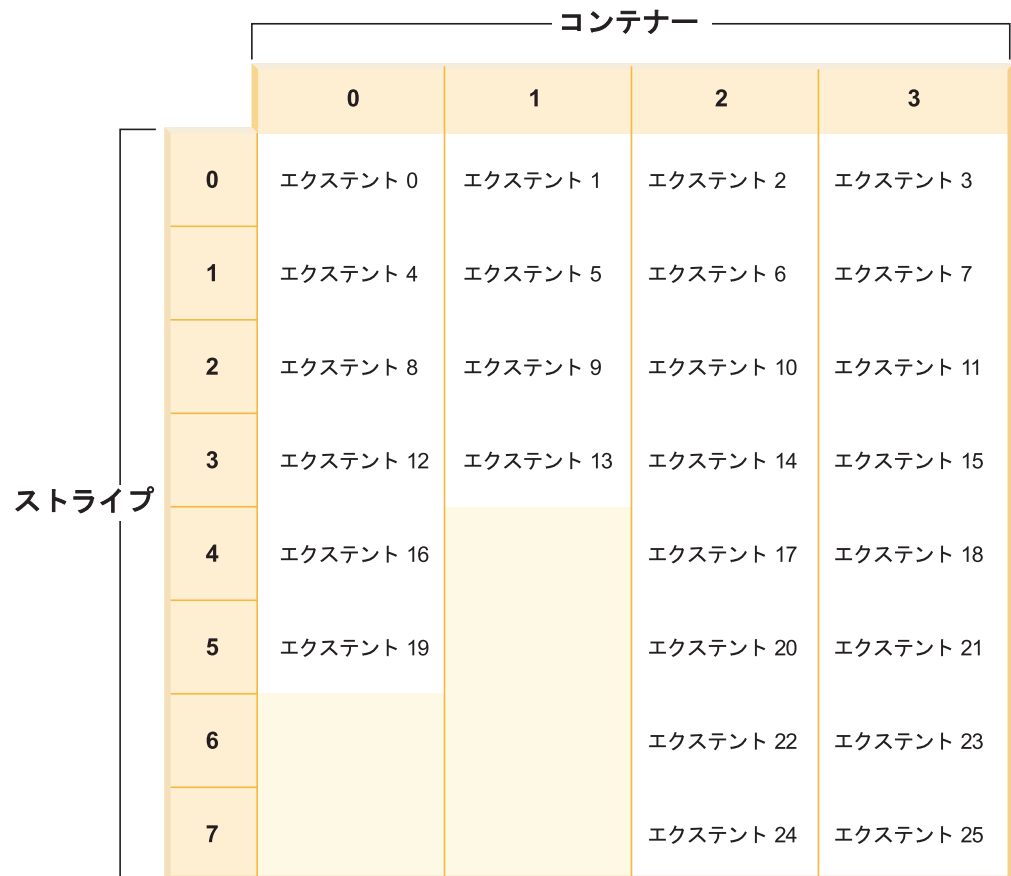 コンテナー
0 1 2 3
0 エクステント 0 エクステント 1 エクステント 2 エクステント 3
1 エクステント 4 エクステント 5 エクステント 6 エクステント 7
2 エクステント 8 エクステント 9 エクステント 10 エクステント 11
3 エクステント 12 エクステント 13 エクステント 14 エクステント 15
ストライプ
4 エクステント 16 エクステント 17 エクステント 18
5 エクステント 19 エクステント 20 エクステント 21
6 エクステント 22 エクステント 23
7 エクステント 24 エクステント 25